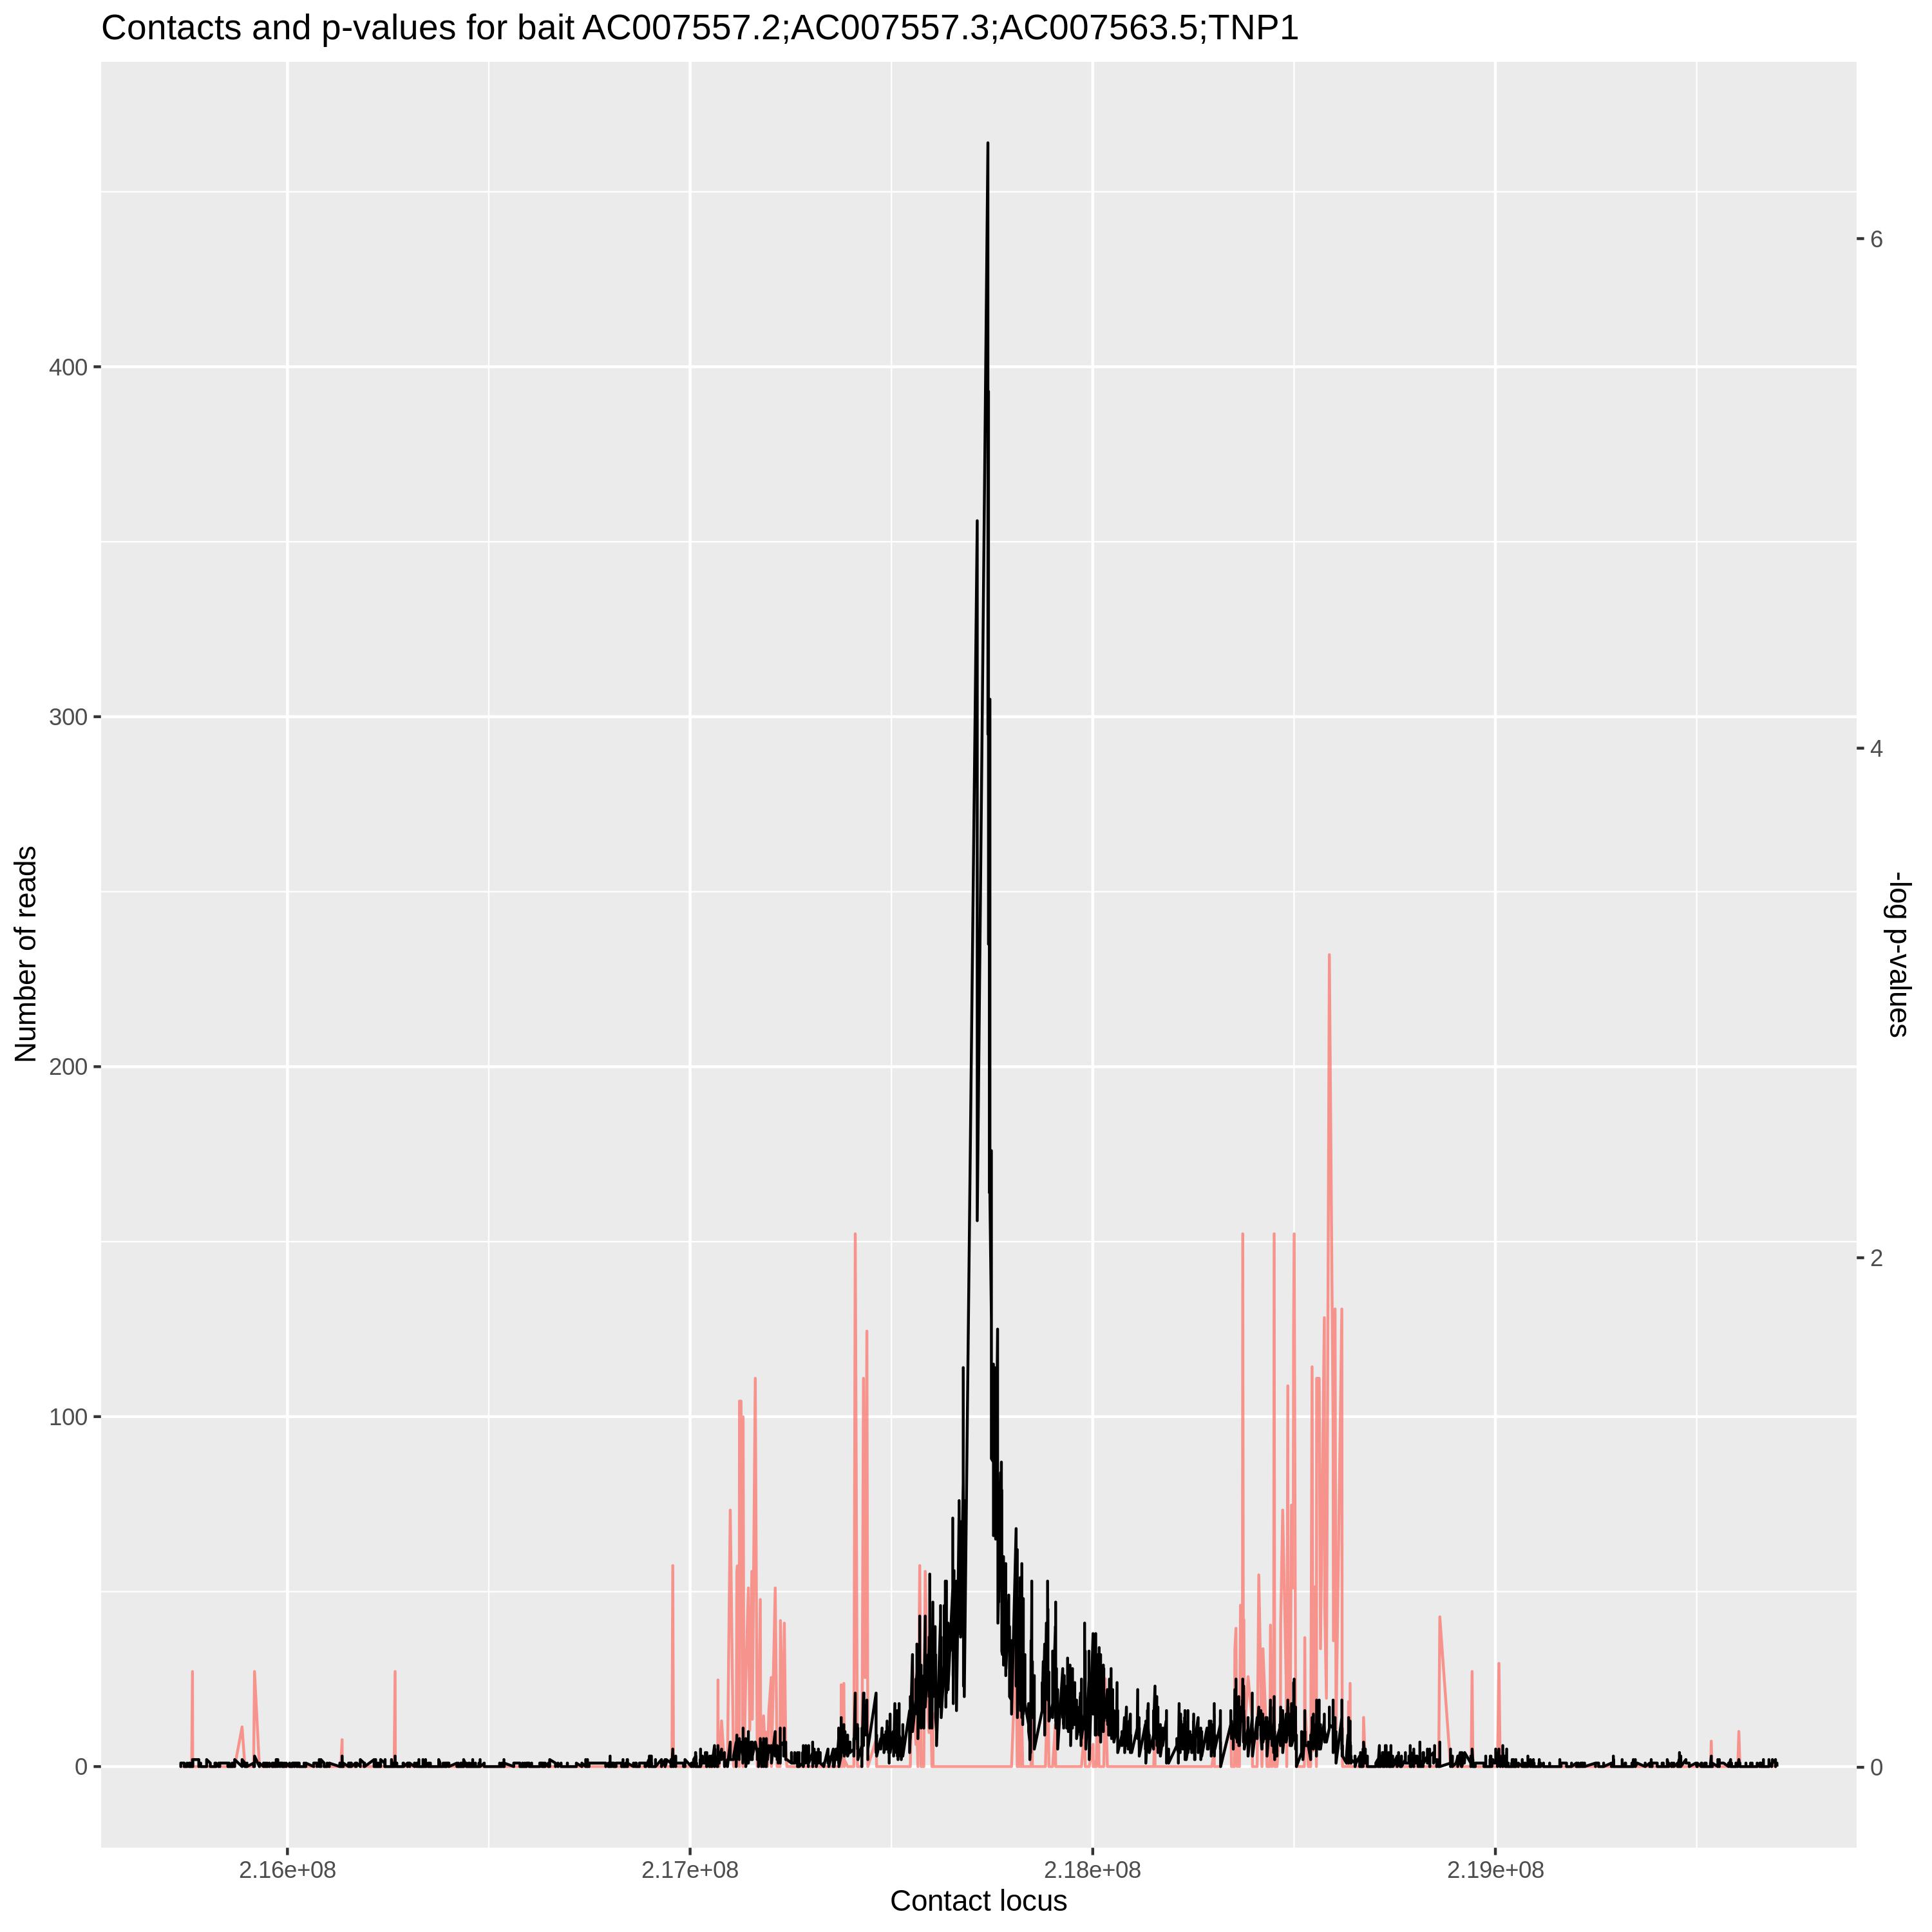 Contacts and p-values for bait AC007557.2;AC007557.3;AC007563.5;TNP1
Number of reads
400
300
200
100
0
6
4
2
0
-log p-values
2.16e+08
2.17e+08
2.18e+08
2.19e+08
Contact locus